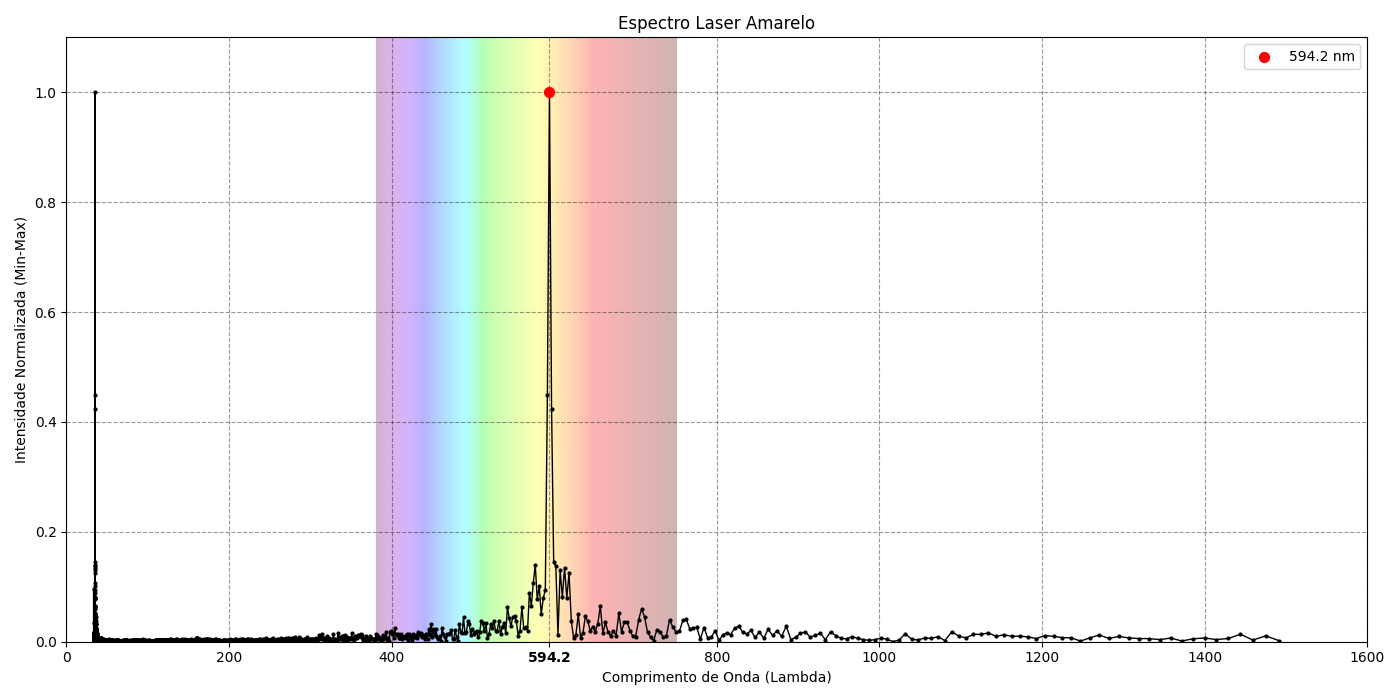 Espectro Laser Amarelo
594.2 nm
Intensidade Normalizada (Min-Max)
1.0
0.8
0.6
0.4
0.2
0.0
0 200 400 594.2 800 1000 1200 1400 1600
Comprimento de Onda (Lambda)